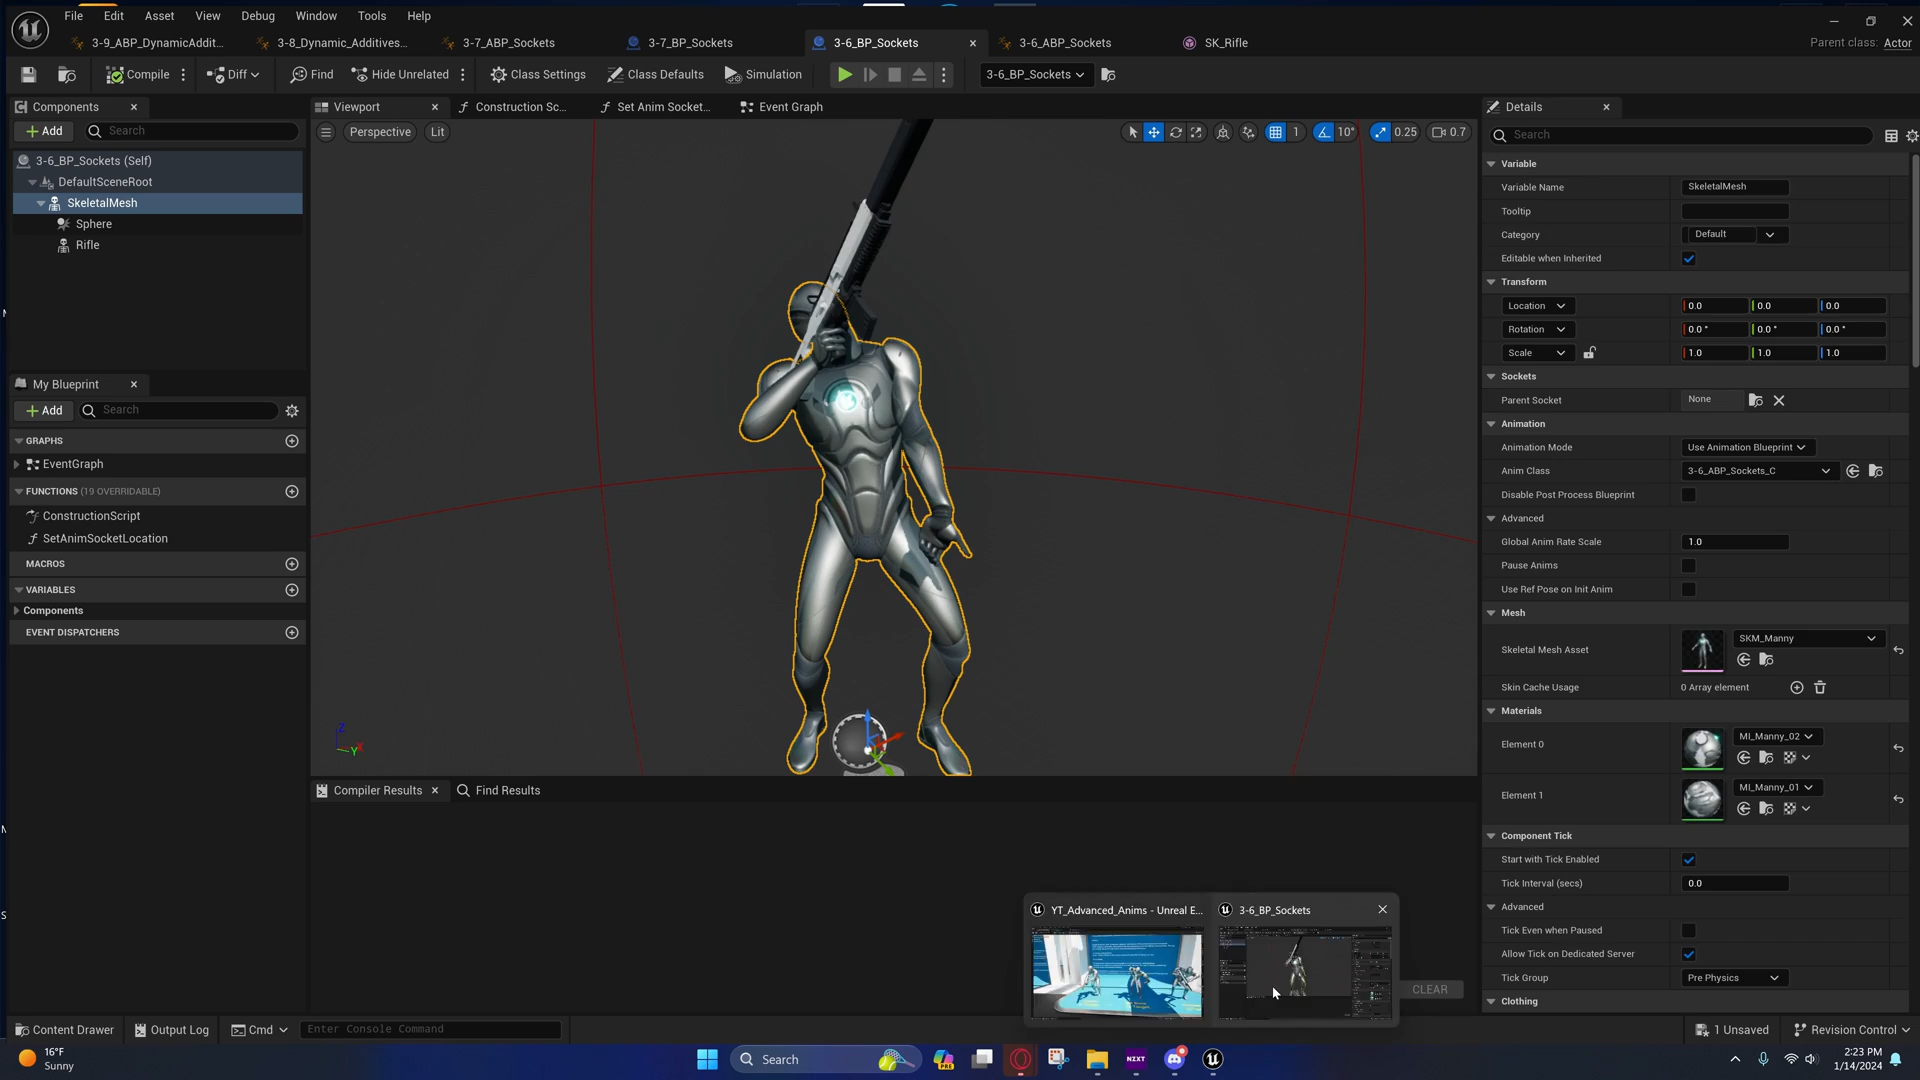 File Edit View Asset Debug Window Tools Help
3-9_ABP_DynamicAddit...
3-8_Dynamic_Additives...
3-7_ABP_Sockets
3-7_BP_Sockets
3-6_BP_Sockets
3-6_ABP_Sockets
SK_Rifle
Parent class: Actor
Compile
Diff
Find
Hide Unrelated
Class Settings
Class Defaults
Simulation
3-6_BP_Sockets
Components
Add
Search
3-6_BP_Sockets (Self)
DefaultSceneRoot
SkeletalMesh
Sphere
Rifle
My Blueprint
Add
Search
GRAPHS
EventGraph
FUNCTIONS (19 OVERRIDABLE)
ConstructionScript
SetAnimSocketLocation
MACROS
VARIABLES
Components
EVENT DISPATCHERS
Viewport
Construction Sc...
Set Anim Socket...
Event Graph
Perspective
Lit
1
10°
0.25
0.7
Z
X
Y
Compiler Results
Find Results
CLEAR
YT_Advanced_Anims - Unreal E...
3-6_BP_Sockets
Details
Search
Variable
Variable Name SkeletalMesh
Tooltip
Category Default
Editable when Inherited
Transform
Location 0.0 0.0 0.0
Rotation 0.0 ° 0.0 ° 0.0 °
Scale 1.0 1.0 1.0
Sockets
Parent Socket None
Animation
Animation Mode Use Animation Blueprint
Anim Class 3-6_ABP_Sockets_C
Disable Post Process Blueprint
Advanced
Global Anim Rate Scale 1.0
Pause Anims
Use Ref Pose on Init Anim
Mesh
Skeletal Mesh Asset SKM_Manny
Skin Cache Usage 0 Array element
Materials
Element 0 MI_Manny_02
Element 1 MI_Manny_01
Component Tick
Start with Tick Enabled
Tick Interval (secs) 0.0
Advanced
Tick Even when Paused
Allow Tick on Dedicated Server
Tick Group Pre Physics
Clothing
Content Drawer
Output Log
Cmd
Enter Console Command
1 Unsaved
Revision Control
16°F
Sunny
Search
PRE
NZXT
2:23 PM
1/14/2024